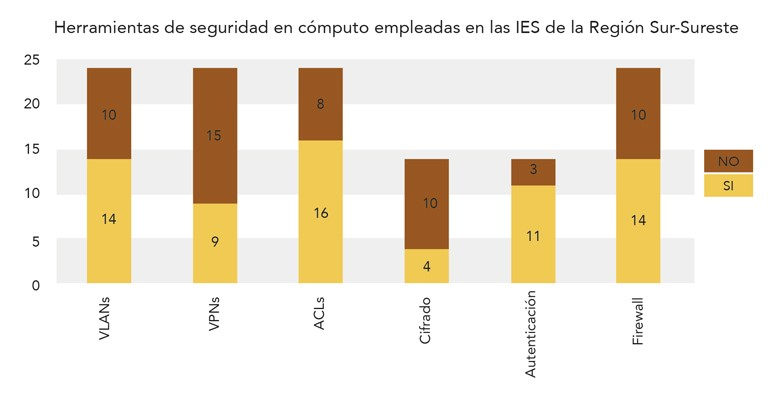 Herramientas de seguridad en cómputo empleadas en las IES de la Región Sur-Sureste
25
20
15
10
5
0
10
14
15
9
8
16
10
4
3
11
10
14
NO
SI
VLANs
VPNs
ACLs
Cifrado
Autenticación
Firewall